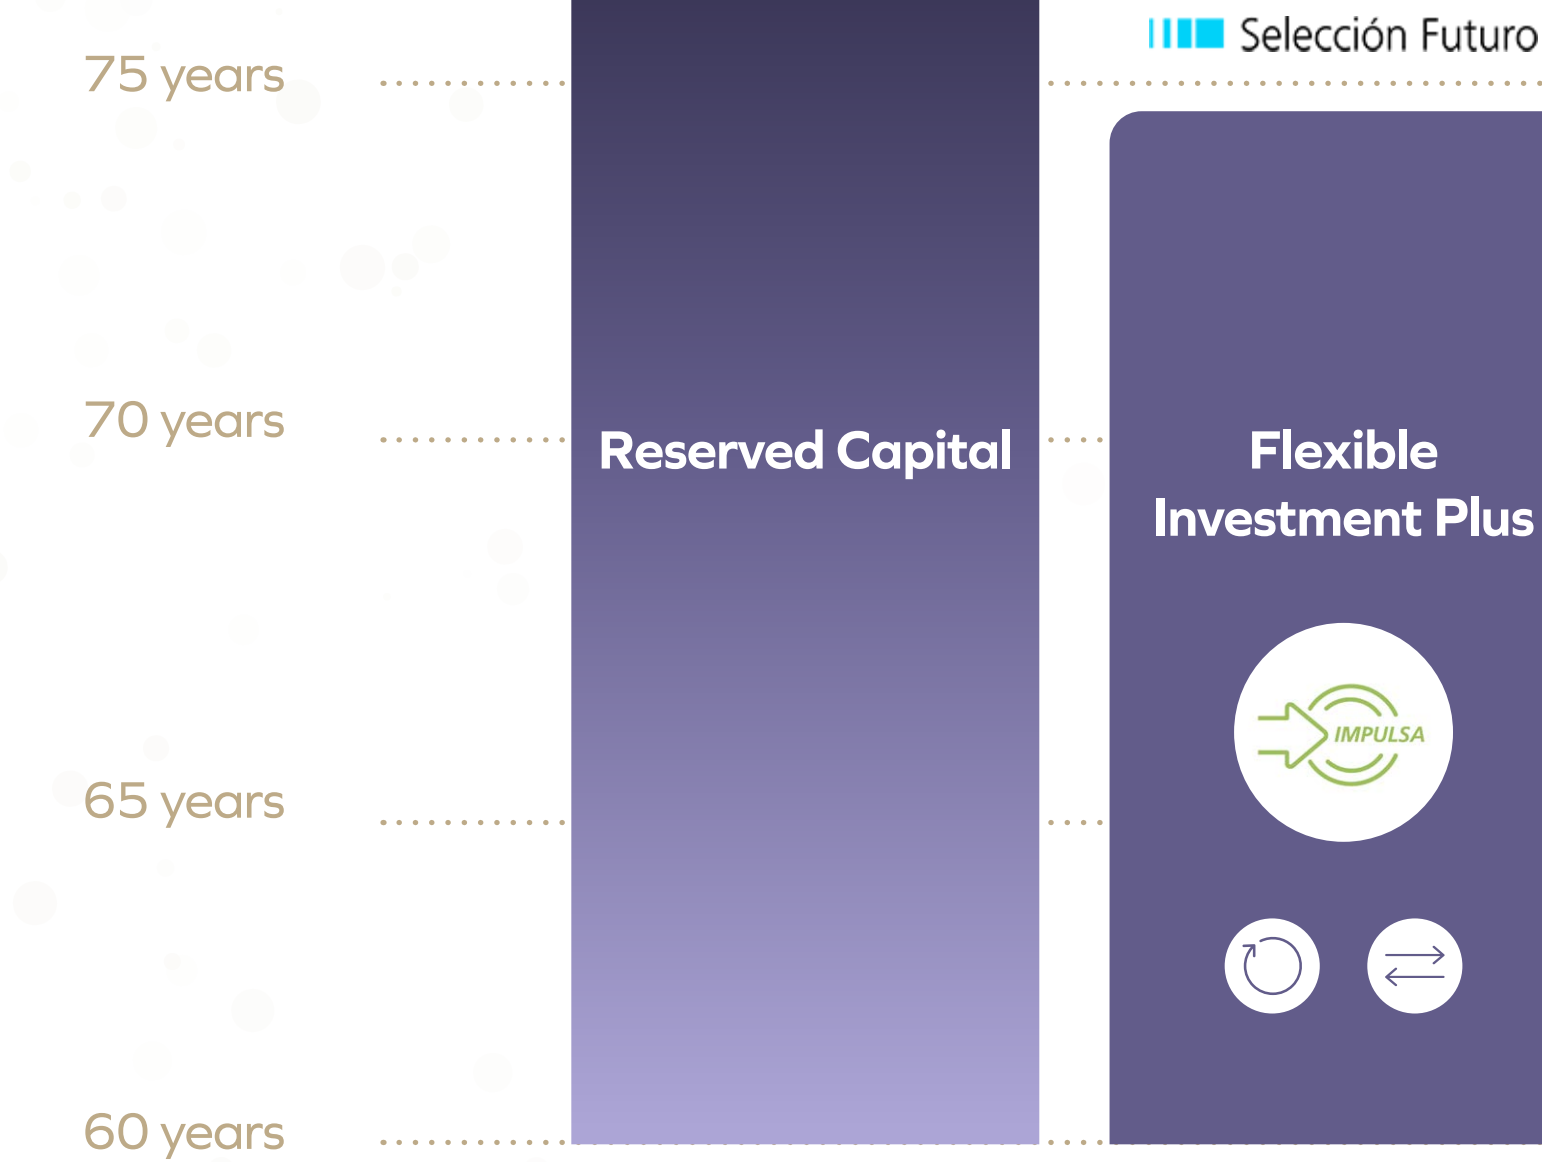 Selección Futuro
75 years
70 years
Reserved Capital
Flexible
Investment Plus
IMPULSA
65 years
60 years